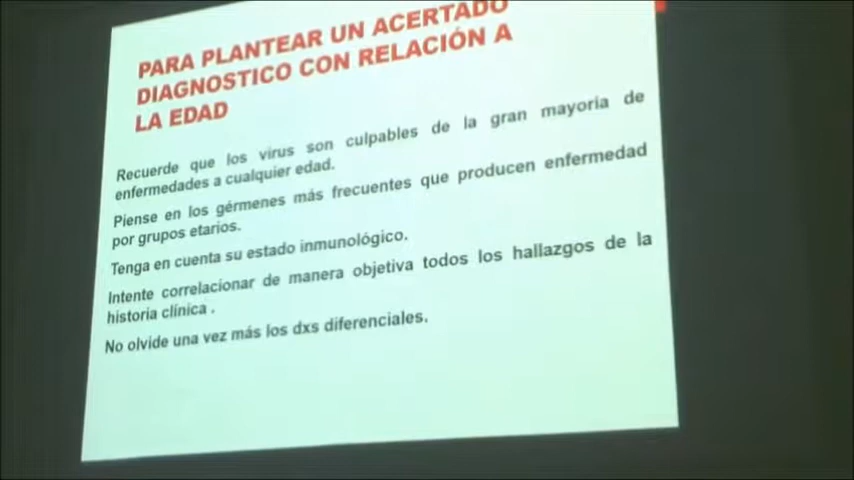 PARA PLANTEAR UN ACERTADO
DIAGNOSTICO CON RELACIÓN A
LA EDAD
Recuerde que los virus son culpables de la gran mayoría de
enfermedades a cualquier edad.
Piense en los gérmenes más frecuentes que producen enfermedad
por grupos etarios.
Tenga en cuenta su estado inmunológico.
Intente correlacionar de manera objetiva todos los hallazgos de la
historia clínica .
No olvide una vez más los dxs diferenciales.